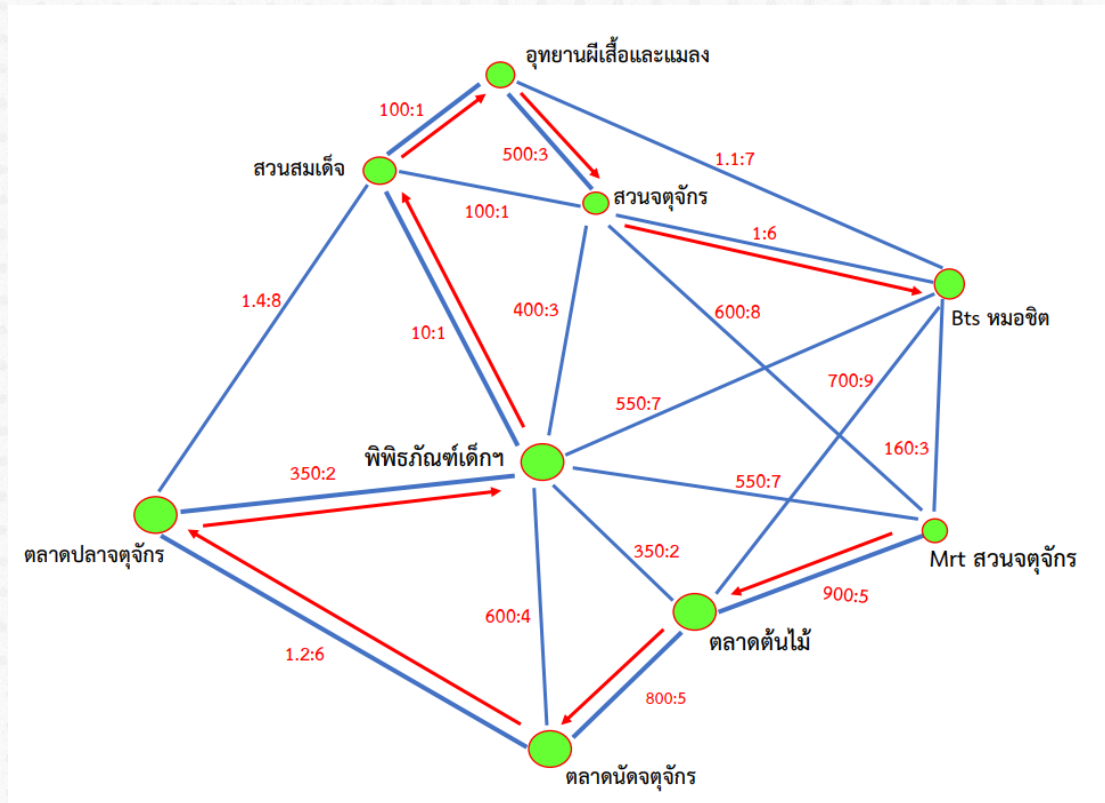 อุทยานผีเสื้อและแมลง
100:1
500:3
สวนสมเด็จ
1.1:7
สวนจตุจักร
100:1
1:6
1.4:8
400:3
600:8
Bts หมอชิต
10:1
700:9
550:7
160:3
พิพิธภัณฑ์เด็กฯ
350:2
550:7
ตลาดปลาจตุจักร
350:2
Mrt สวนจตุจักร
900:5
600:4
ตลาดต้นไม้
1.2:6
800:5
ตลาดนัดจตุจักร